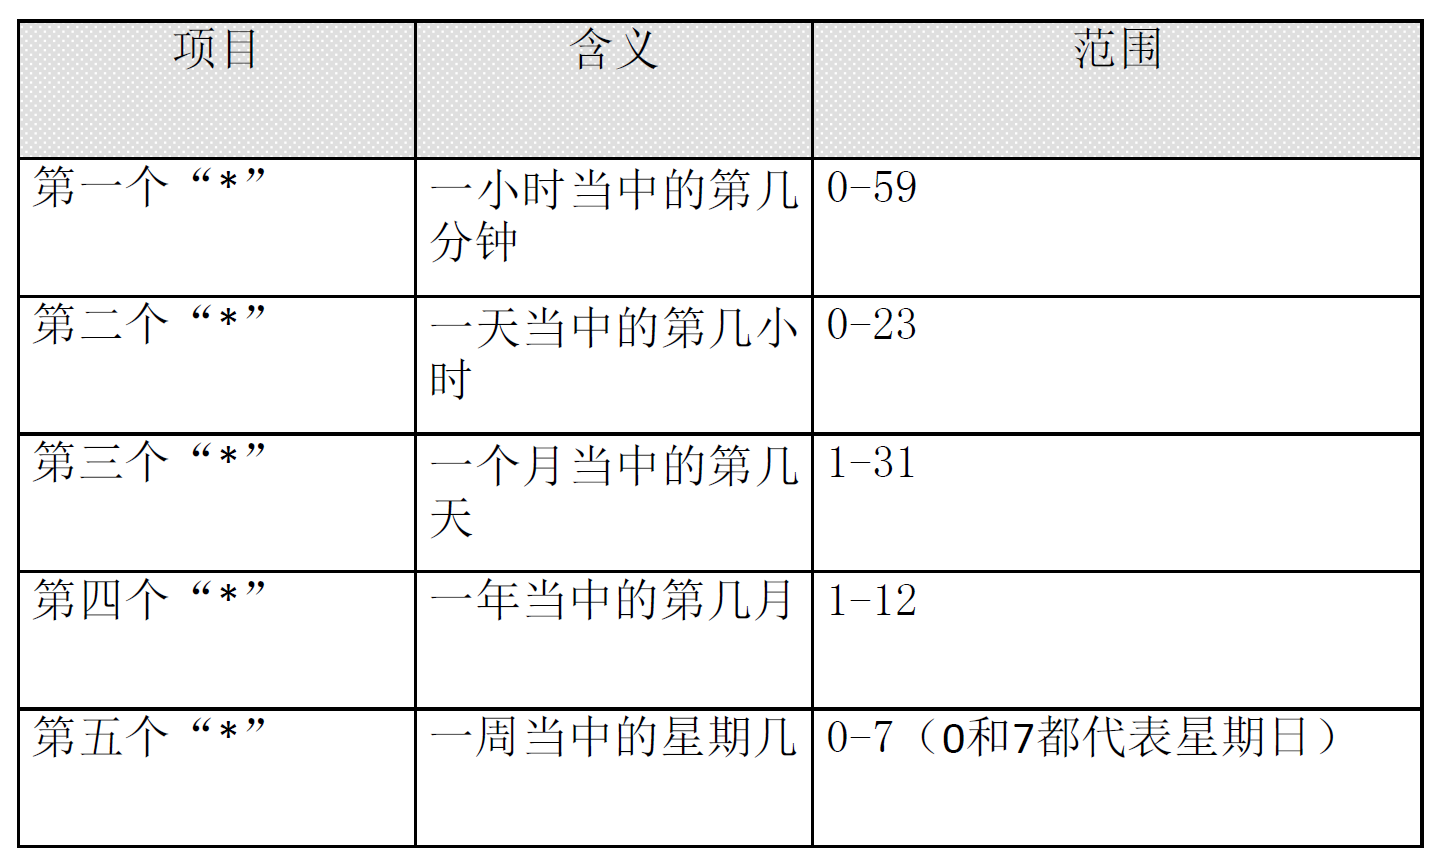 项目 含义 范围
第一个“*” 一小时当中的第几 0-59
分钟
第二个“*” 一天当中的第几小 0-23
时
第三个“*” 一个月当中的第几 1-31
天
第四个“*” 一年当中的第几月 1-12
第五个“*” 一周当中的星期几 0-7（0和7都代表星期日）